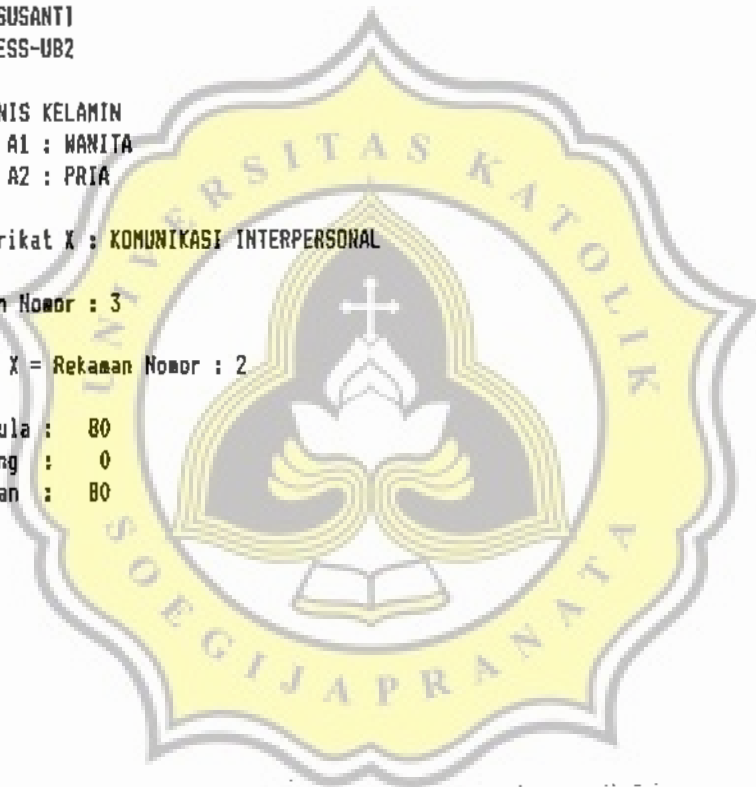 SUSANTI
ESS-UB2
NIS KELAMIN
A1 : WANITA
A2 : PRIA
rikat X : KOMUNIKASI INTERPERSONAL
n Nomor : 3
X = Rekaman Nomor : 2
ula : 80
ng : 0
an : 80
UNIVERSITAS KATOLIK
SOEGIJAPRANATA